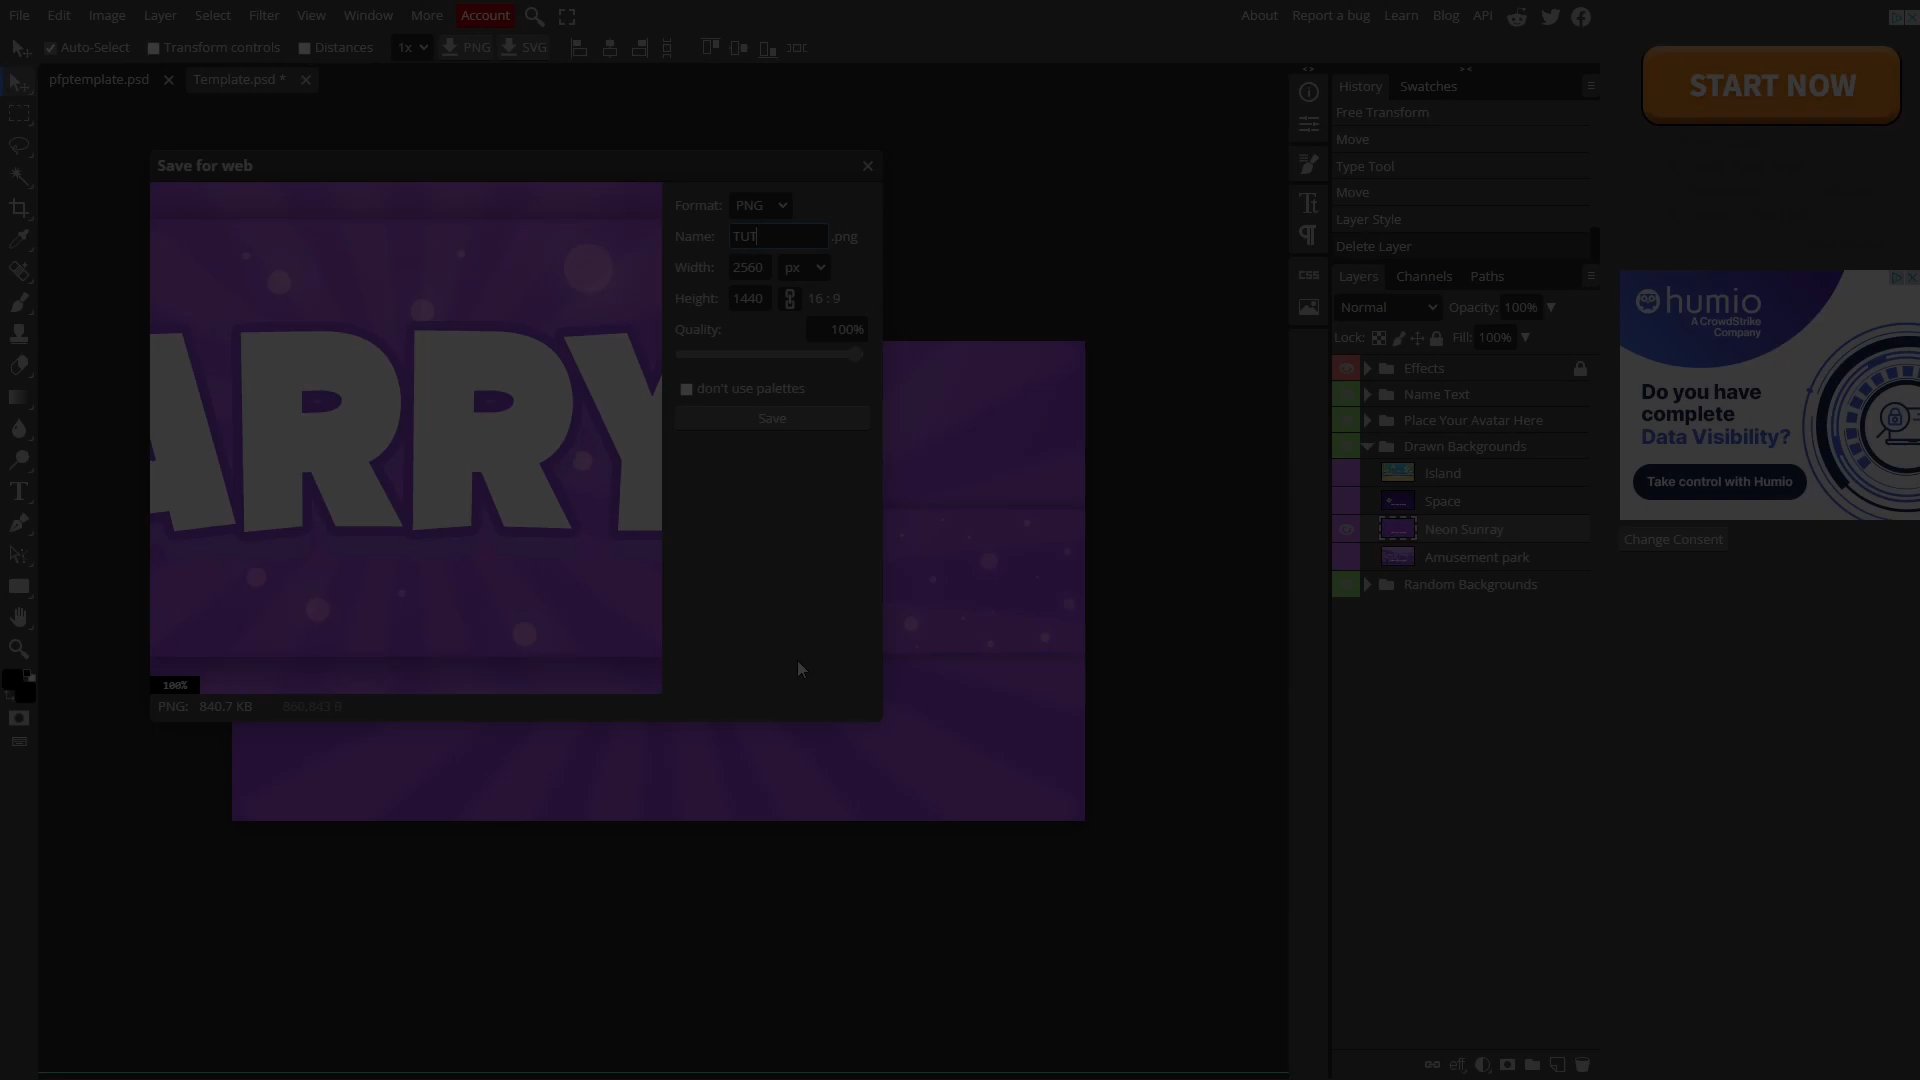 File Edit Image Layer Select Filter View Window More Account
About Report a bug Learn Blog API
Auto-Select Transform controls Distances 1x PNG SVG
pfptemplate.psd Template.psd *
START NOW
History Swatches
Free Transform
Move
Type Tool
Move
Layer Style
Delete Layer
Save for web
Format: PNG
Name: TUT .png
Width: 2560 px
Height: 1440 16 : 9
Quality: 100%
don't use palettes
Save
ARRY
100%
PNG: 840.7 KB 860,843 B
Layers Channels Paths
Normal Opacity: 100%
Lock: Fill: 100%
Effects
Name Text
Place Your Avatar Here
Drawn Backgrounds
Island
Space
Neon Sunray
Amusement park
Random Backgrounds
CSS
eff
humio
A CrowdStrike
Company
Do you have
complete
Data Visibility?
Take control with Humio
Change Consent